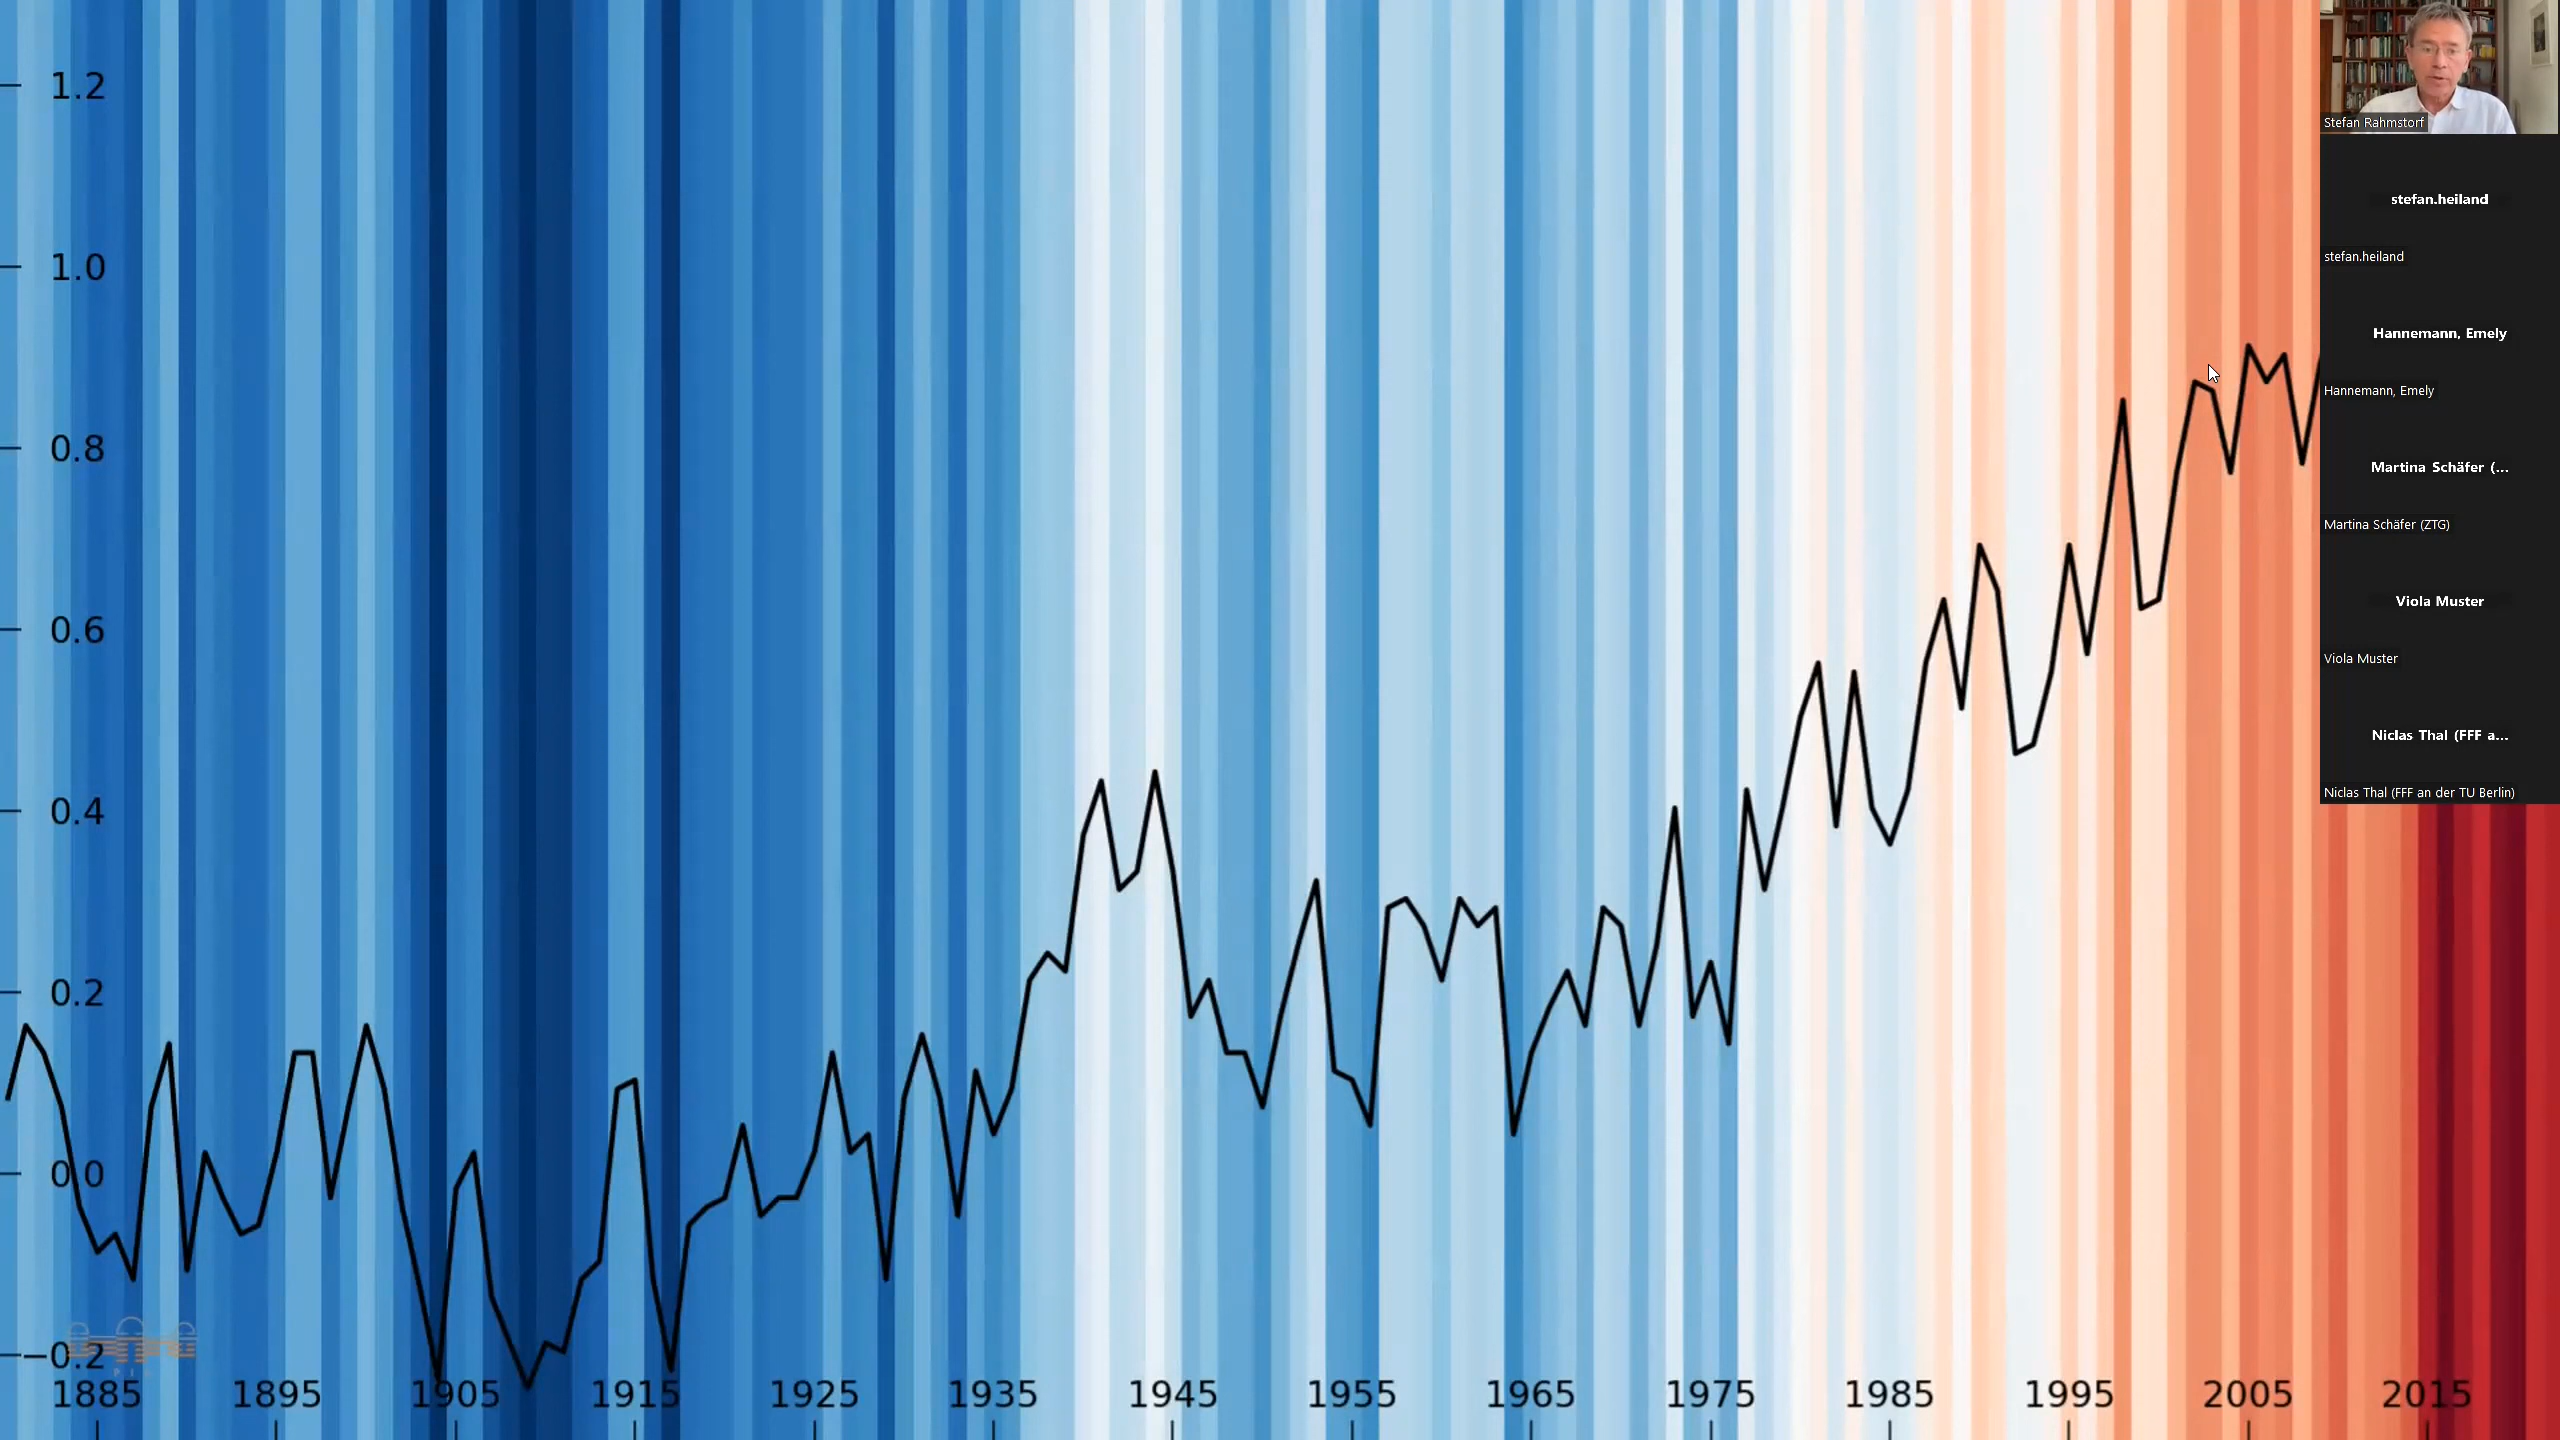 1.2
1.0
0.8
0.6
0.4
0.2
0.0
−0.2
1885 1895 1905 1915 1925 1935 1945 1955 1965 1975 1985 1995 2005 2015
Stefan Rahmstorf
stefan.heiland
stefan.heiland
Hannemann, Emely
Hannemann, Emely
Martina Schäfer (...
Martina Schäfer (ZTG)
Viola Muster
Viola Muster
Niclas Thal (FFF a...
Niclas Thal (FFF an der TU Berlin)